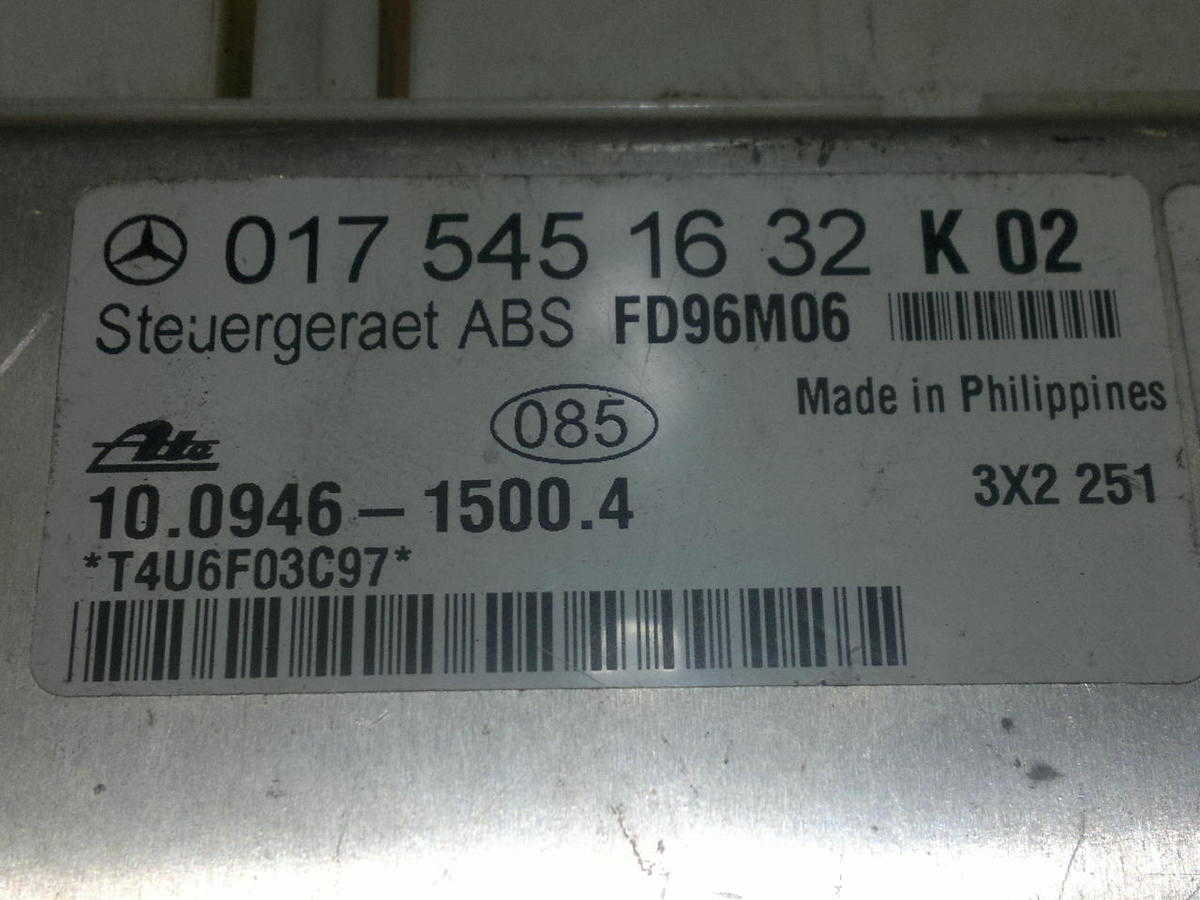 017 545 16 32 K 02
Steuergeraet ABS FD96M06
Made in Philippines
085
Ate
10.0946-1500.4
3X2 251
*T4U6F03C97*